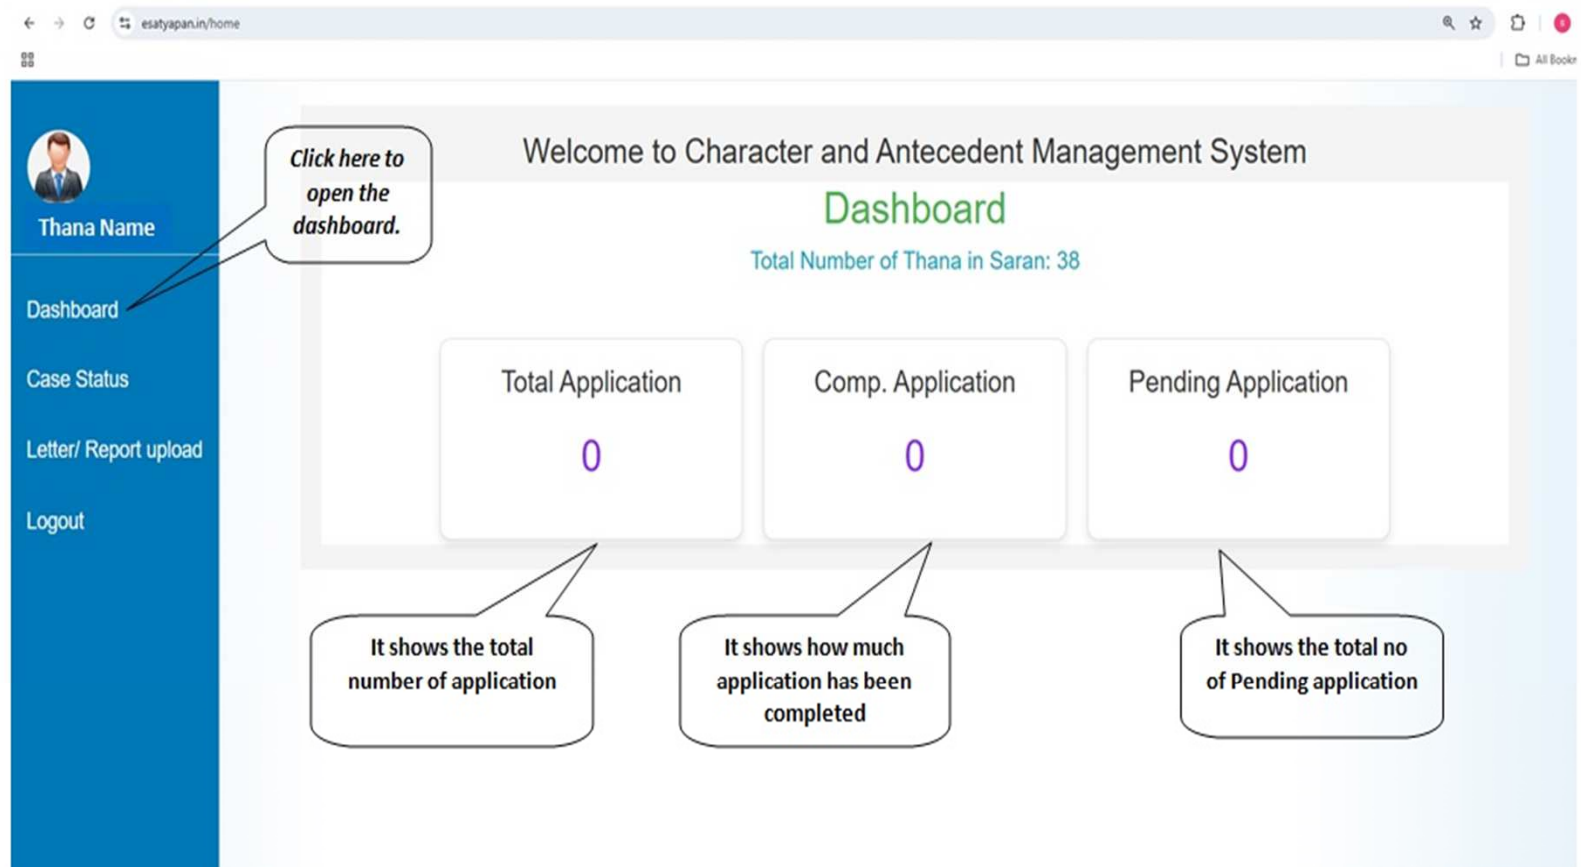 esatyapan.in/home
All Bookr
Thana Name
Dashboard
Case Status
Letter/ Report upload
Logout
Click here to
open the
dashboard.
Welcome to Character and Antecedent Management System
Dashboard
Total Number of Thana in Saran: 38
Total Application
0
Comp. Application
0
Pending Application
0
It shows the total
number of application
It shows how much
application has been
completed
It shows the total no
of Pending application